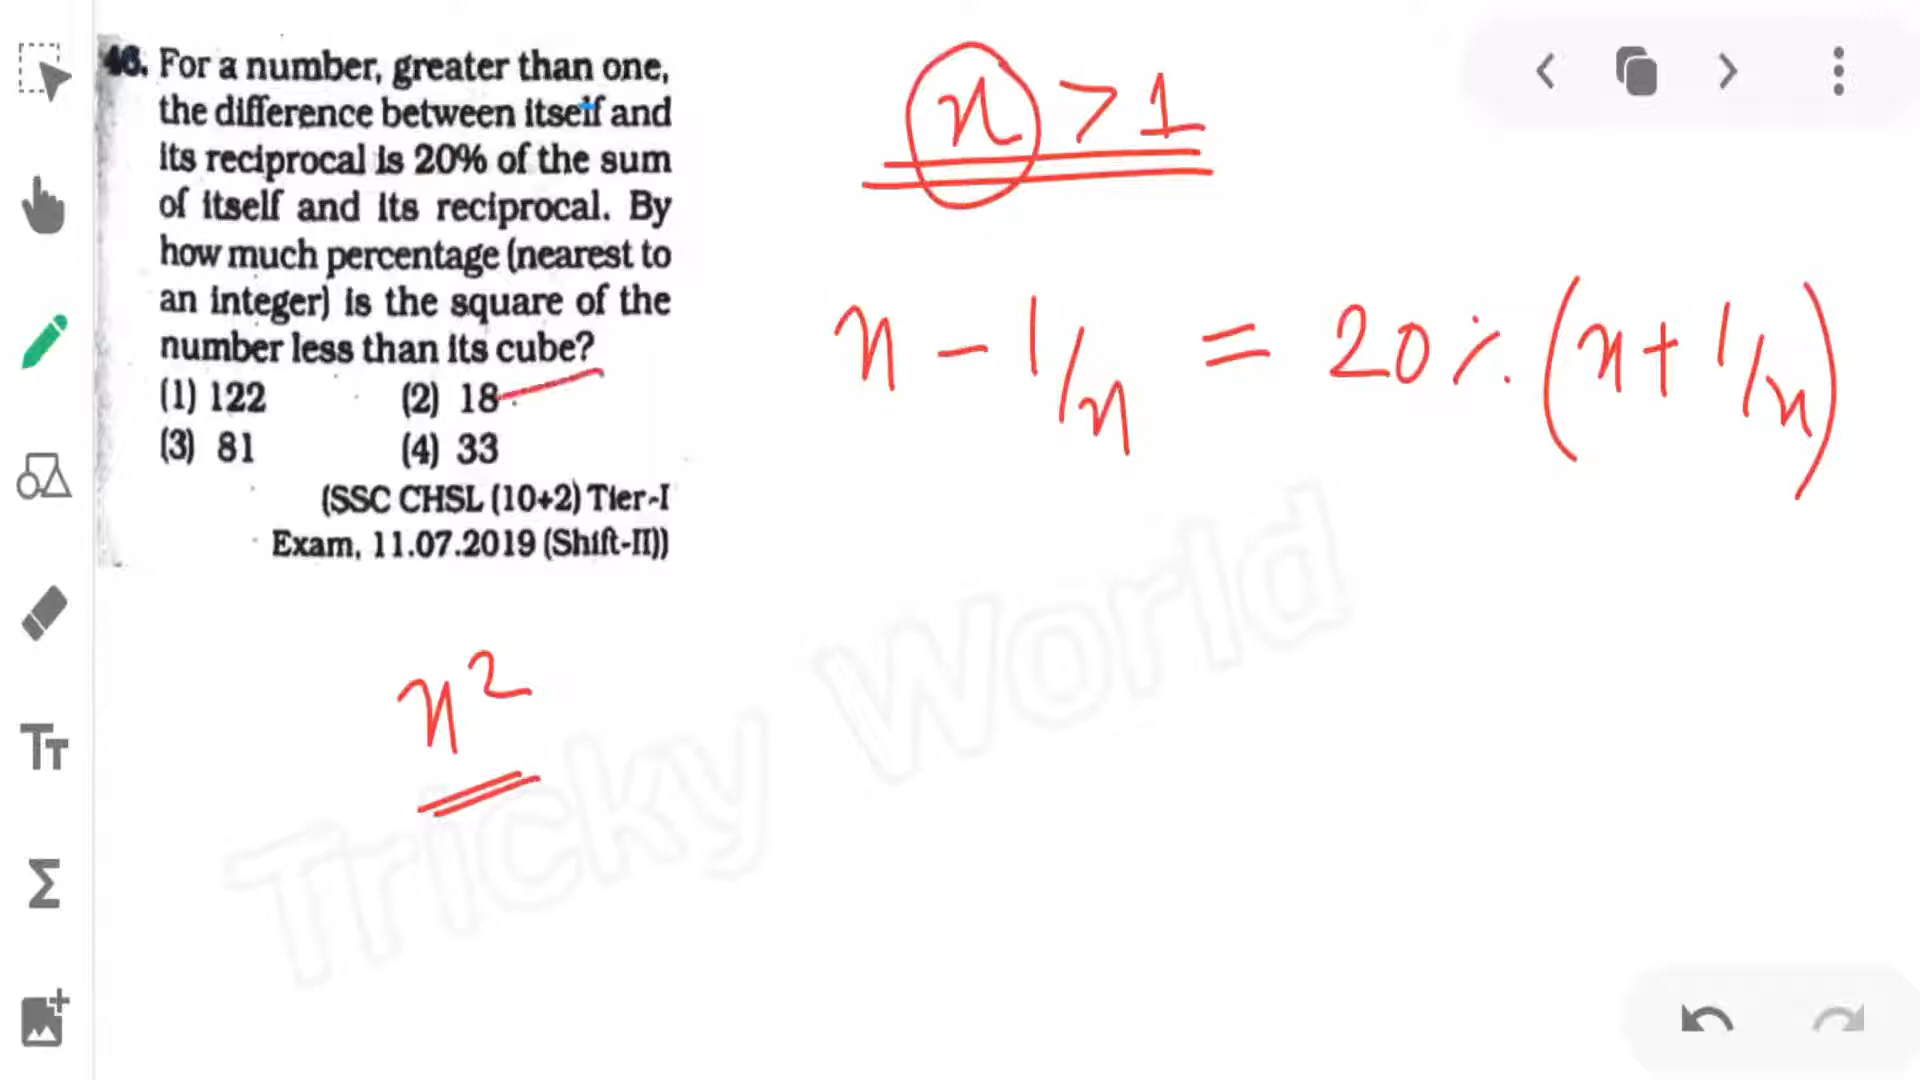 46. For a number, greater than one,
the difference between itself and
its reciprocal is 20% of the sum
of itself and its reciprocal. By
how much percentage (nearest to
an integer) is the square of the
number less than its cube?
(1) 122 (2) 18
(3) 81 (4) 33
(SSC CHSL (10+2) Tier-I
Exam, 11.07.2019 (Shift-II))
x > 1
x - 1/x = 20% (x + 1/x)
x²
Tricky World
Tт
Σ